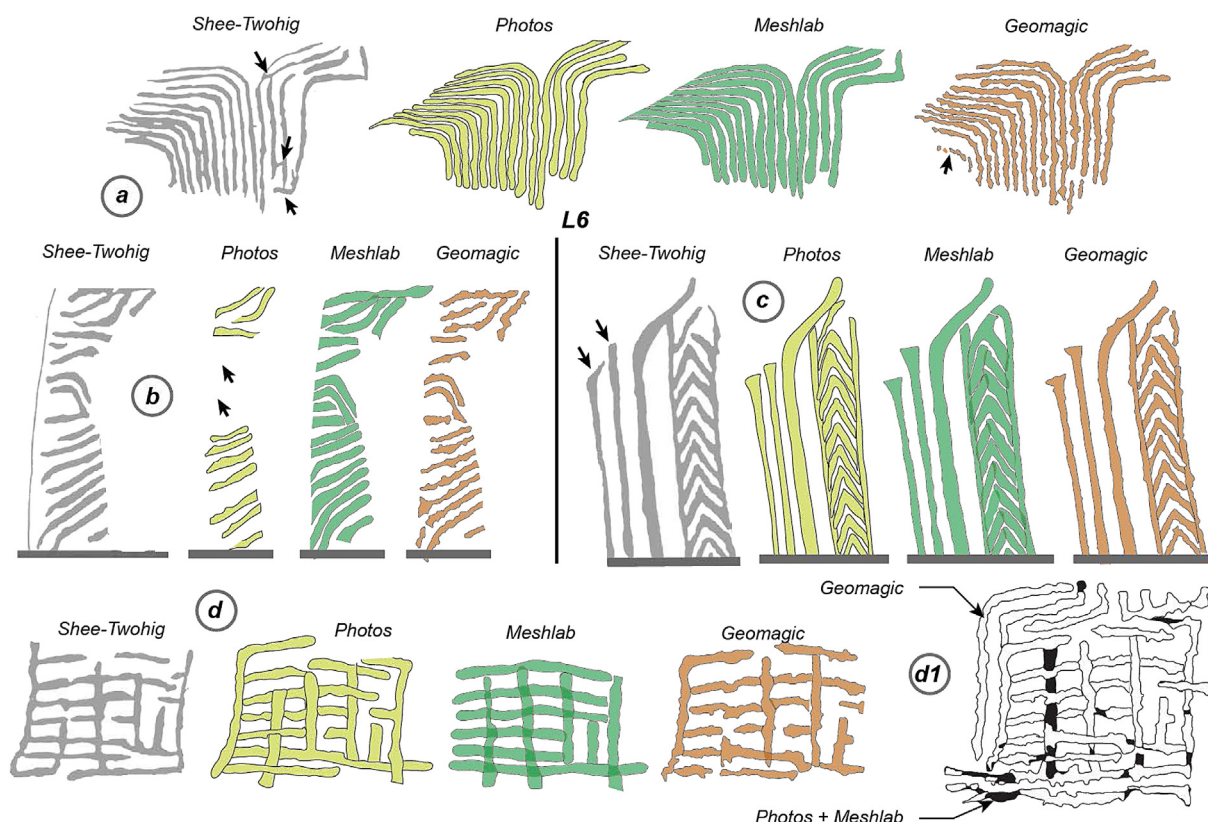 Shee-Twohig
Photos
Meshlab
Geomagic
a
L6
Shee-Twohig
Photos
Meshlab
Geomagic
b
Shee-Twohig
Photos
Meshlab
Geomagic
c
d
Shee-Twohig
Photos
Meshlab
Geomagic
Geomagic
d1
Photos + Meshlab